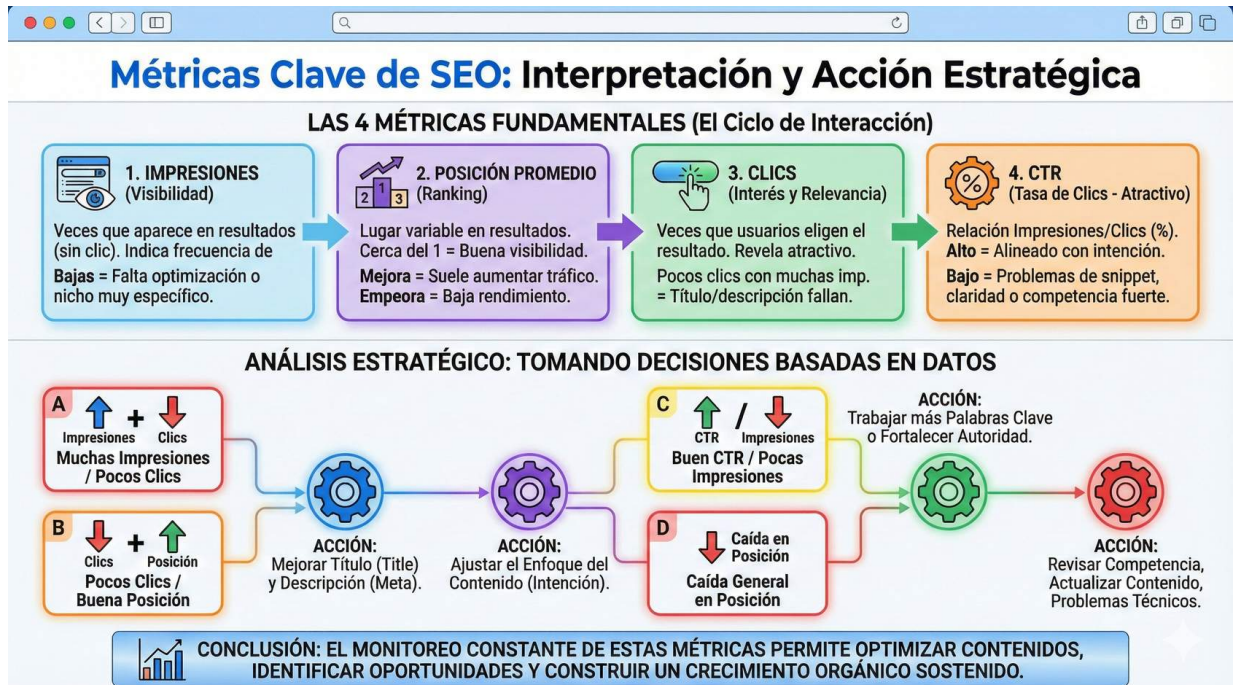 Métricas Clave de SEO: Interpretación y Acción Estratégica
LAS 4 MÉTRICAS FUNDAMENTALES (El Ciclo de Interacción)
1. IMPRESIONES
(Visibilidad)
Veces que aparece en resultados
(sin clic). Indica frecuencia de
Bajas = Falta optimización o
nicho muy específico.
2 1 3
2. POSICIÓN PROMEDIO
(Ranking)
Lugar variable en resultados.
Cerca del 1 = Buena visibilidad.
Mejora = Suele aumentar tráfico.
Empeora = Baja rendimiento.
3. CLICS
(Interés y Relevancia)
Veces que usuarios eligen el
resultado. Revela atractivo.
Pocos clics con muchas imp.
= Título/descripción fallan.
%
4. CTR
(Tasa de Clics - Atractivo)
Relación Impresiones/Clics (%).
Alto = Alineado con intención.
Bajo = Problemas de snippet,
claridad o competencia fuerte.
ANÁLISIS ESTRATÉGICO: TOMANDO DECISIONES BASADAS EN DATOS
A
+
Impresiones Clics
Muchas Impresiones
/ Pocos Clics
B
+
Clics Posición
Pocos Clics /
Buena Posición
ACCIÓN:
Mejorar Título (Title)
y Descripción (Meta).
ACCIÓN:
Ajustar el Enfoque del
Contenido (Intención).
C
/
CTR Impresiones
Buen CTR / Pocas
Impresiones
D
Caída en
Posición
Caída General
en Posición
ACCIÓN:
Trabajar más Palabras Clave
o Fortalecer Autoridad.
ACCIÓN:
Revisar Competencia,
Actualizar Contenido,
Problemas Técnicos.
CONCLUSIÓN: EL MONITOREO CONSTANTE DE ESTAS MÉTRICAS PERMITE OPTIMIZAR CONTENIDOS,
IDENTIFICAR OPORTUNIDADES Y CONSTRUIR UN CRECIMIENTO ORGÁNICO SOSTENIDO.